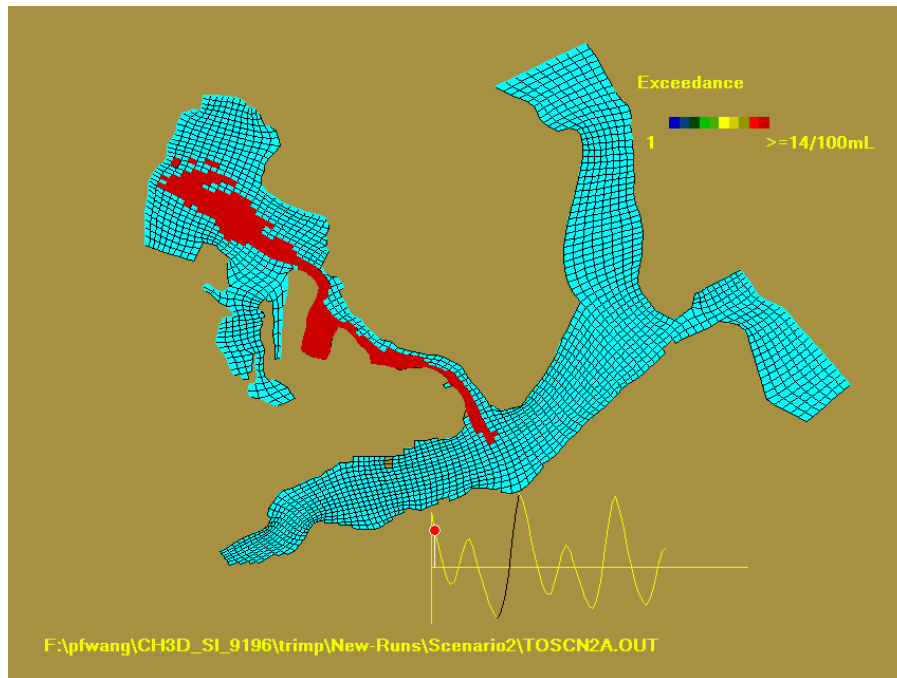 Exceedance
1 >=14/100mL
F:\pfwang\CH3D_SI_9196\trimp\New-Runs\Scenario2\TOSCN2A.OUT